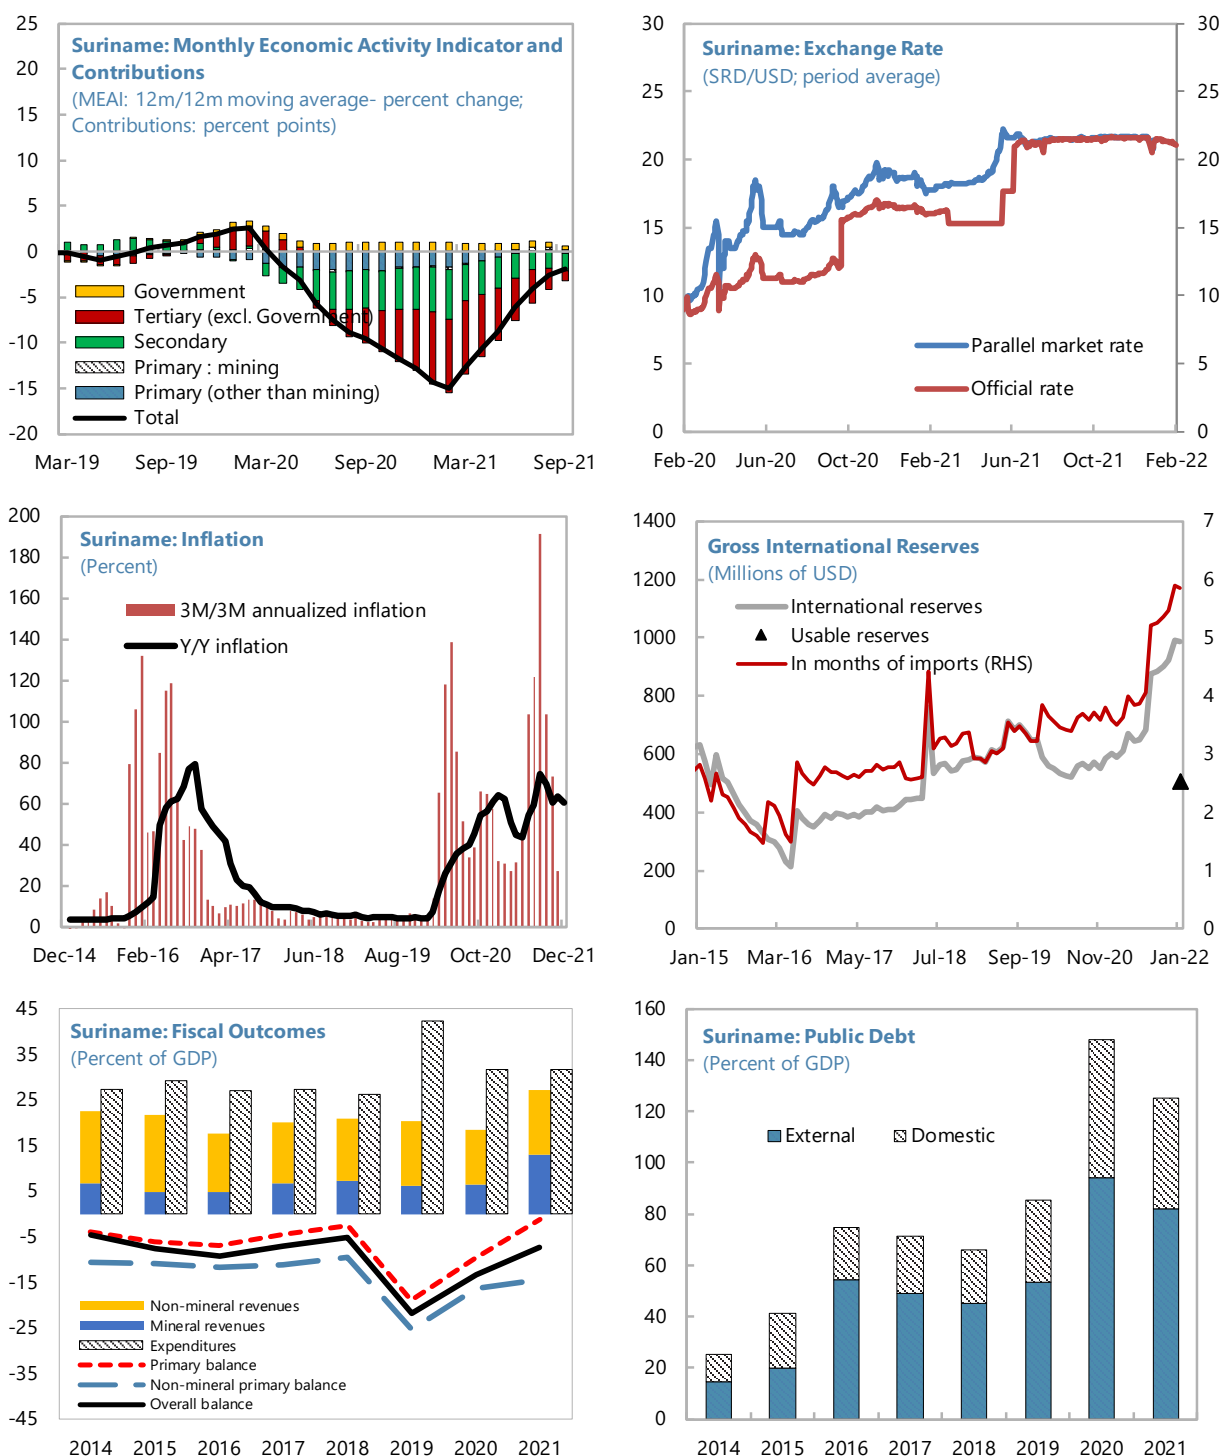 Suriname: Monthly Economic Activity Indicator and
Contributions
(MEAI: 12m/12m moving average- percent change;
Contributions: percent points)
25
20
15
10
5
0
-5
-10
-15
-20
Government
Tertiary (excl. Government)
Secondary
Primary : mining
Primary (other than mining)
Total
Mar-19 Sep-19 Mar-20 Sep-20 Mar-21 Sep-21
Suriname: Exchange Rate
(SRD/USD; period average)
30 30
25 25
20 20
15 15
10 10
5 5
0 0
Parallel market rate
Official rate
Feb-20 Jun-20 Oct-20 Feb-21 Jun-21 Oct-21 Feb-22
Suriname: Inflation
(Percent)
200
180
160
140
120
100
80
60
40
20
0
3M/3M annualized inflation
Y/Y inflation
Dec-14 Feb-16 Apr-17 Jun-18 Aug-19 Oct-20 Dec-21
Gross International Reserves
(Millions of USD)
1400 7
1200 6
1000 5
800 4
600 3
400 2
200 1
0 0
International reserves
Usable reserves
In months of imports (RHS)
Jan-15 Mar-16 May-17 Jul-18 Sep-19 Nov-20 Jan-22
Suriname: Fiscal Outcomes
(Percent of GDP)
45
35
25
15
5
-5
-15
-25
-35
-45
Non-mineral revenues
Mineral revenues
Expenditures
Primary balance
Non-mineral primary balance
Overall balance
2014 2015 2016 2017 2018 2019 2020 2021
Suriname: Public Debt
(Percent of GDP)
160
140
120
100
80
60
40
20
0
External Domestic
2014 2015 2016 2017 2018 2019 2020 2021